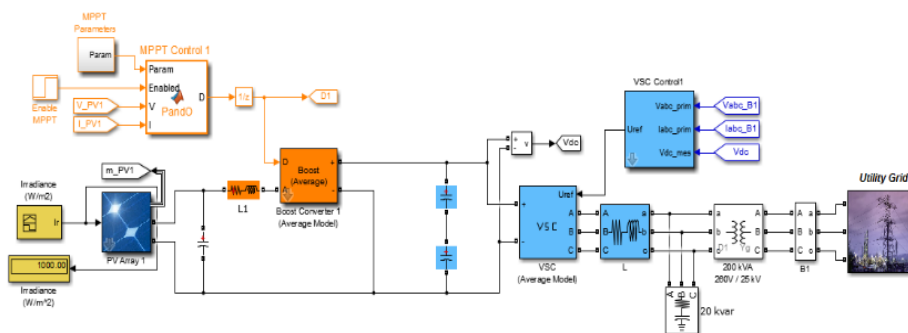 MPPT
Parameters
Param
MPPT Control 1
Param
Enabled
V
I
D
PandO
Enable
MPPT
V_PV1
I_PV1
1/z
D1
m_PV1
Irradiance
(W/m2)
Ir
PV Array 1
1000.00
Irradiance
(W/m^2)
L1
D
Boost
(Average)
+
-
Boost Converter 1
(Average Model)
+
-
v
Vdc
VSC Control1
Uref
Vabc_prim
Iabc_prim
Vdc_mes
Vabc_B1
Iabc_B1
Vdc
Uref
+
-
VSC
A
B
C
VSC
(Average Model)
A
B
C
a
b
c
L
a
b
c
A
B
C
D1
Yg
200 kVA
260V / 25 kV
A
B
C
a
b
c
B1
Utility Grid
A
B
C
20 kvar